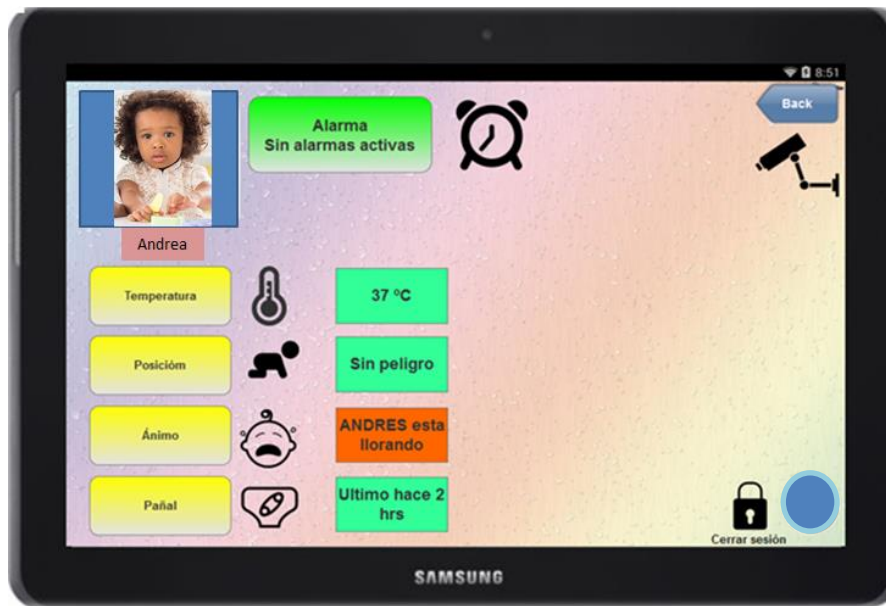 8:51
Back
Alarma
Sin alarmas activas
Andrea
Temperatura
37 °C
Posicióm
Sin peligro
Ánimo
ANDRES esta
llorando
Pañal
Ultimo hace 2
hrs
Cerrar sesión
SAMSUNG